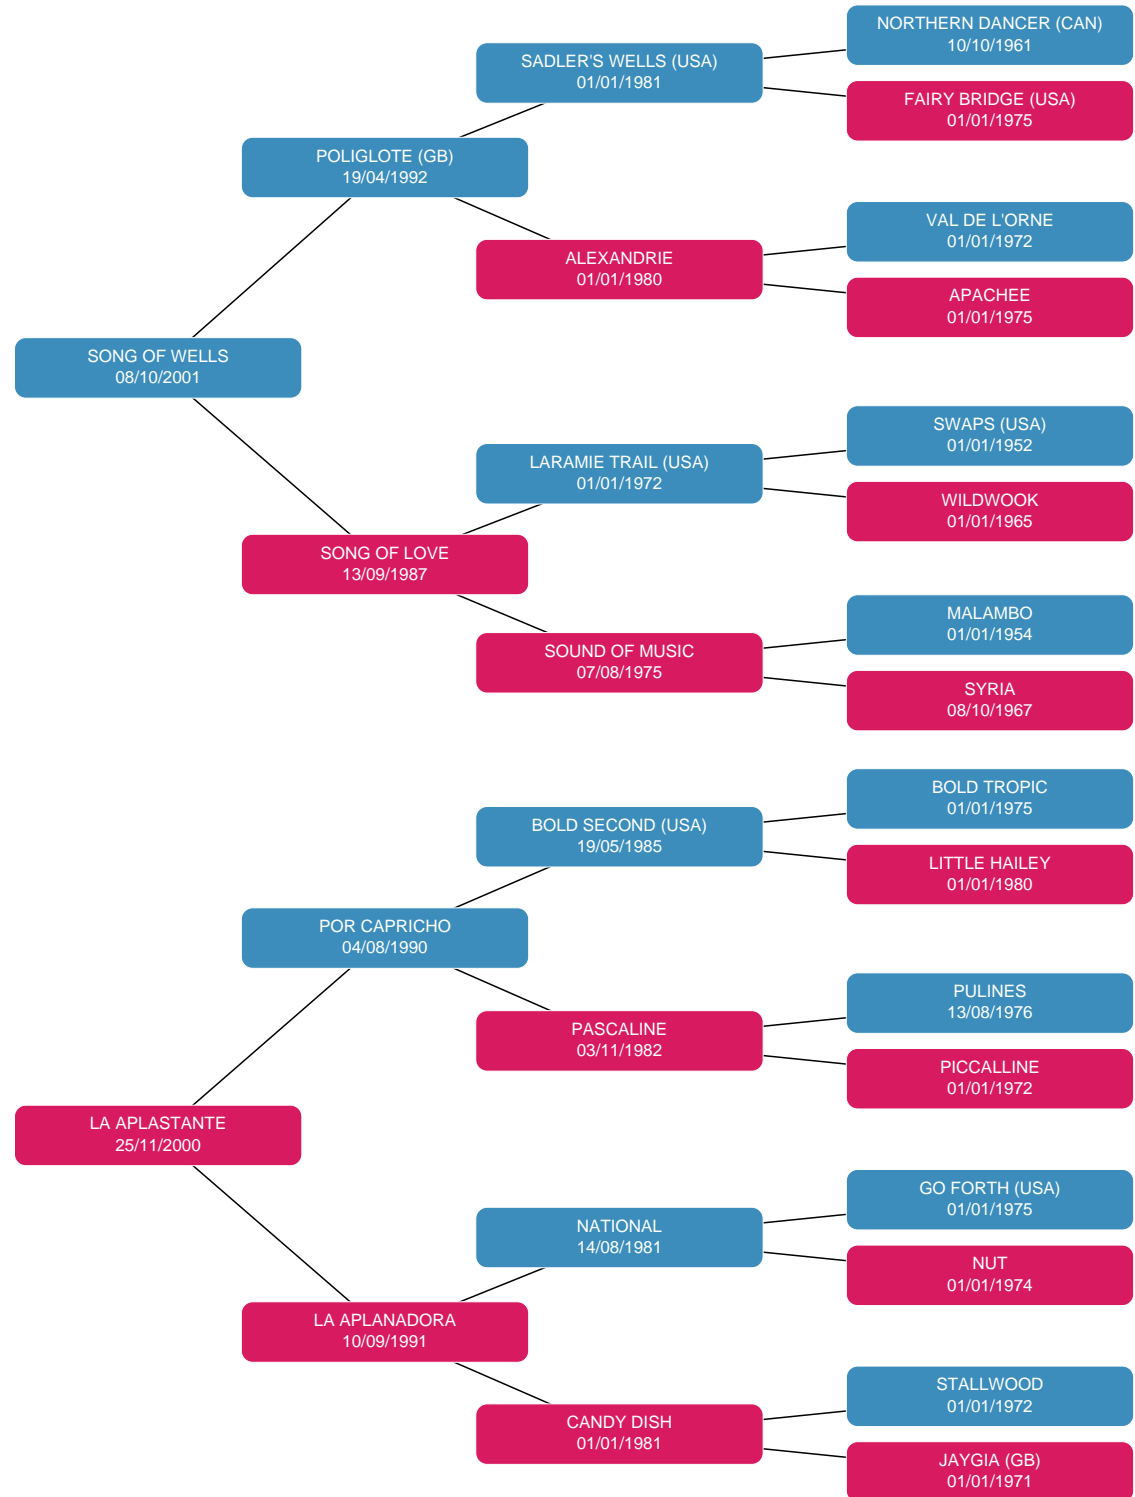 NORTHERN DANCER (CAN)
10/10/1961
SADLER'S WELLS (USA)
01/01/1981
FAIRY BRIDGE (USA)
01/01/1975
POLIGLOTE (GB)
19/04/1992
VAL DE L'ORNE
01/01/1972
ALEXANDRIE
01/01/1980
APACHEE
01/01/1975
SONG OF WELLS
08/10/2001
SWAPS (USA)
01/01/1952
LARAMIE TRAIL (USA)
01/01/1972
WILDWOOK
01/01/1965
SONG OF LOVE
13/09/1987
MALAMBO
01/01/1954
SOUND OF MUSIC
07/08/1975
SYRIA
08/10/1967
BOLD TROPIC
01/01/1975
BOLD SECOND (USA)
19/05/1985
LITTLE HAILEY
01/01/1980
POR CAPRICHO
04/08/1990
PULINES
13/08/1976
PASCALINE
03/11/1982
PICCALLINE
01/01/1972
LA APLASTANTE
25/11/2000
GO FORTH (USA)
01/01/1975
NATIONAL
14/08/1981
NUT
01/01/1974
LA APLANADORA
10/09/1991
STALLWOOD
01/01/1972
CANDY DISH
01/01/1981
JAYGIA (GB)
01/01/1971